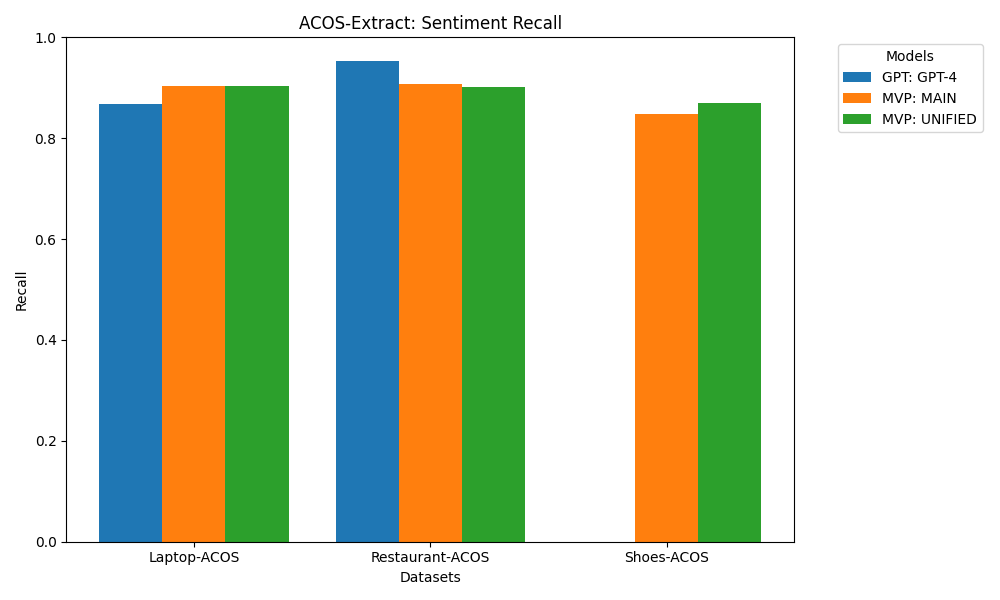 ACOS-Extract: Sentiment Recall
Models
GPT: GPT-4
MVP: MAIN
MVP: UNIFIED
Recall
1.0
0.8
0.6
0.4
0.2
0.0
Laptop-ACOS
Restaurant-ACOS
Shoes-ACOS
Datasets